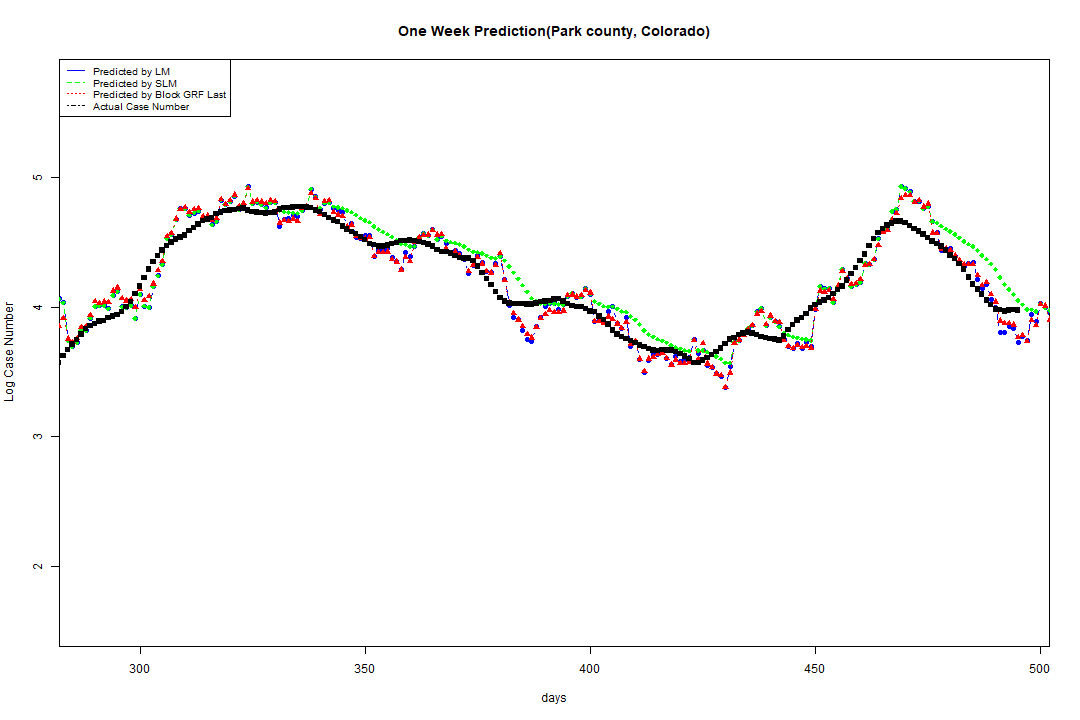 One Week Prediction(Park county, Colorado)
Predicted by LM
Predicted by SLM
Predicted by Block GRF Last
Actual Case Number
5
4
3
2
Log Case Number
300 350 400 450 500
days